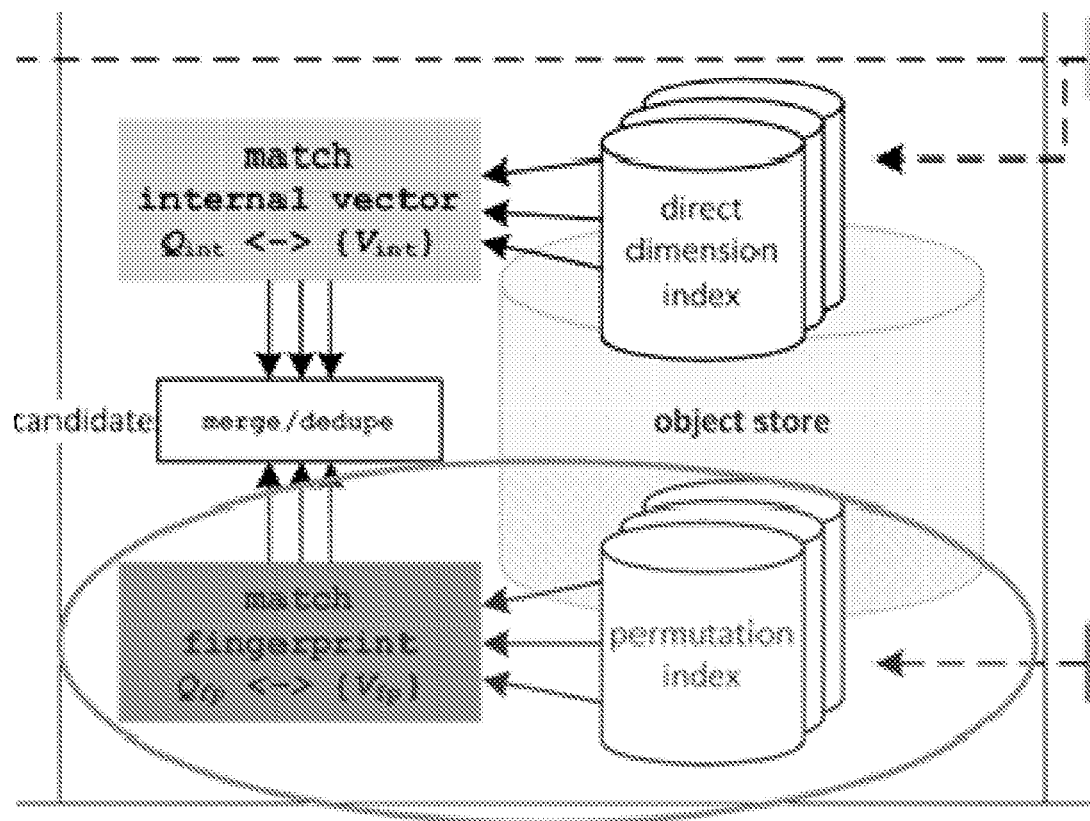 match
internal vector
Qint <-> (Vint)
direct
dimension
index
candidate
merge/dedupe
object store
match
fingerprint
Qfp <-> (Vfp)
permutation
index